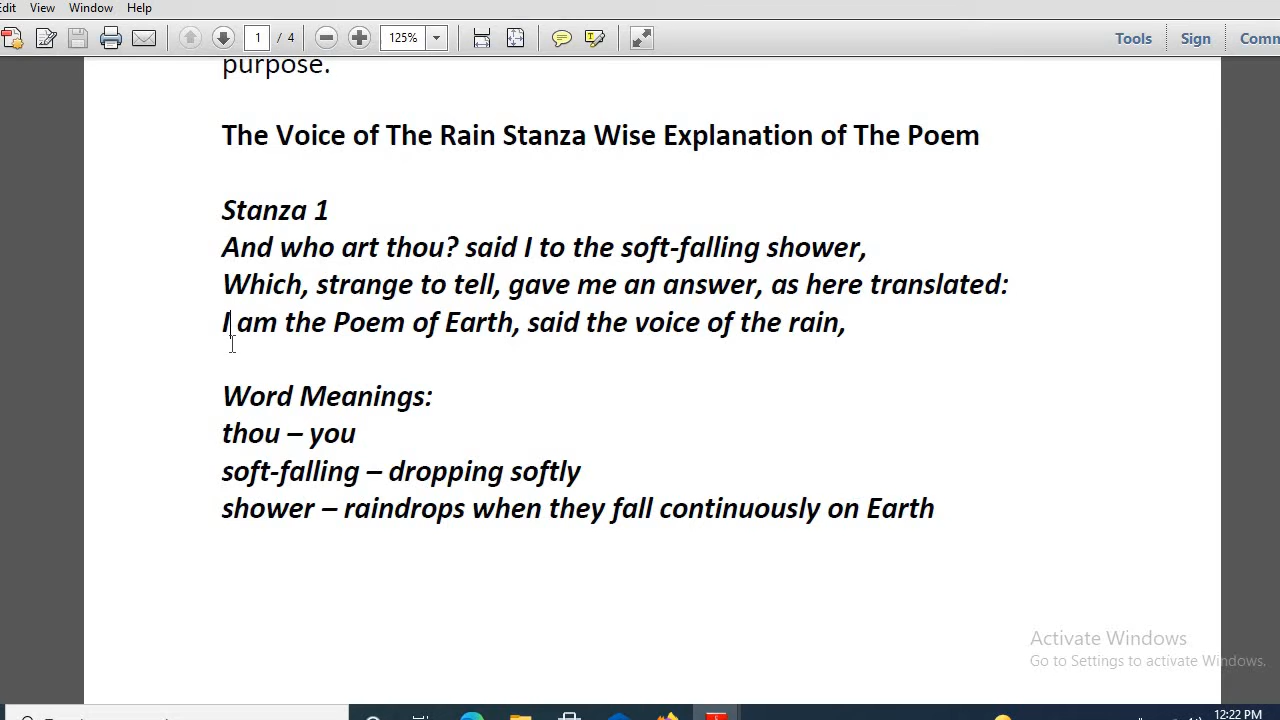 Edit View Window Help
1 / 4 125% Tools Sign
purpose.
The Voice of The Rain Stanza Wise Explanation of The Poem
Stanza 1
And who art thou? said I to the soft-falling shower,
Which, strange to tell, gave me an answer, as here translated:
I am the Poem of Earth, said the voice of the rain,
Word Meanings:
thou – you
soft-falling – dropping softly
shower – raindrops when they fall continuously on Earth
Activate Windows
Go to Settings to activate Windows.
12:22 PM